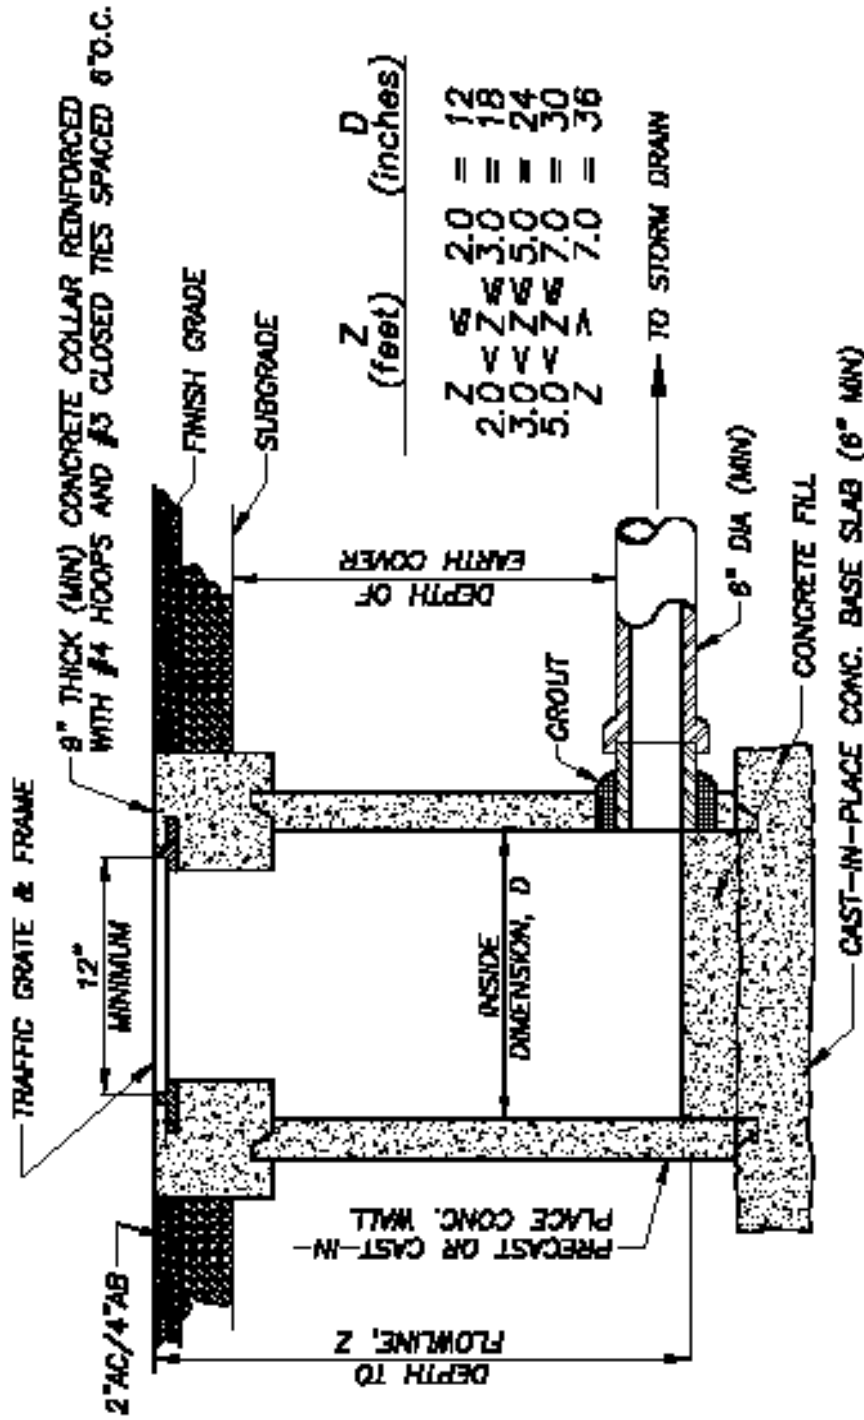 TRAFFIC GRATE & FRAME
9" THICK (MIN) CONCRETE COLLAR REINFORCED
WITH #4 HOOPS AND #3 CLOSED TIES SPACED 6"O.C.
2"AC/4"AB
12"
MINIMUM
FINISH GRADE
SUBGRADE
DEPTH TO
FLOWLINE, Z
PRECAST OR CAST-IN-
PLACE CONC. WALL
INSIDE
DIMENSION, D
DEPTH OF
EARTH COVER
GROUT
Z D
(feet) (inches)
Z ≤ 2.0 = 12
2.0 < Z ≤ 3.0 = 18
3.0 < Z ≤ 5.0 = 24
5.0 < Z ≤ 7.0 = 30
Z > 7.0 = 36
TO STORM DRAIN
6" DIA (MIN)
CONCRETE FILL
CAST-IN-PLACE CONC. BASE SLAB (6" MIN)